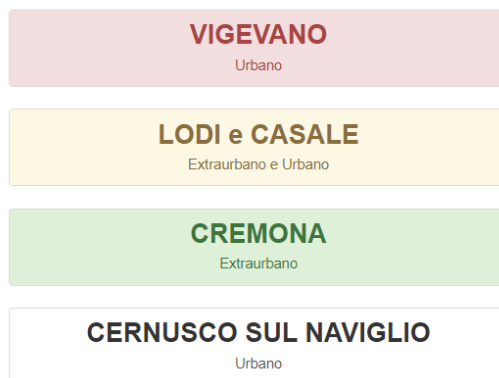 VIGEVANO
Urbano
LODI e CASALE
Extraurbano e Urbano
CREMONA
Extraurbano
CERNUSCO SUL NAVIGLIO
Urbano